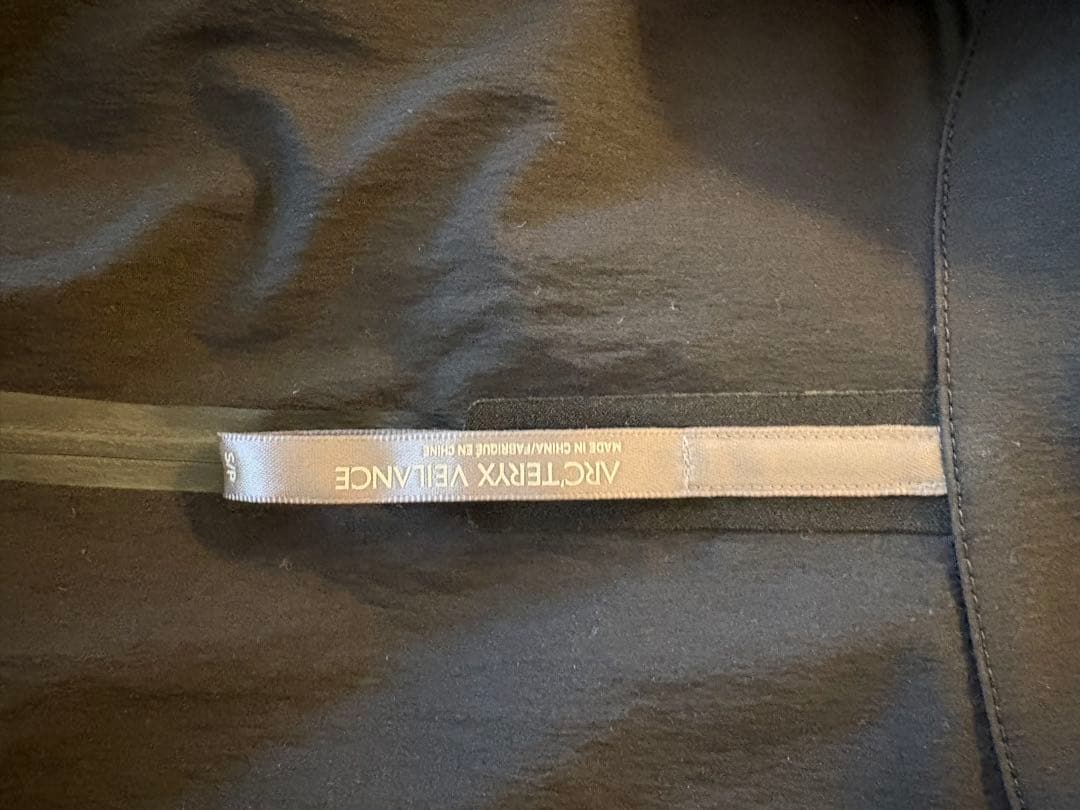 ARC'TERYX VEILANCE
MADE IN CHINA/FABRIQUÉ EN CHINE
S/P